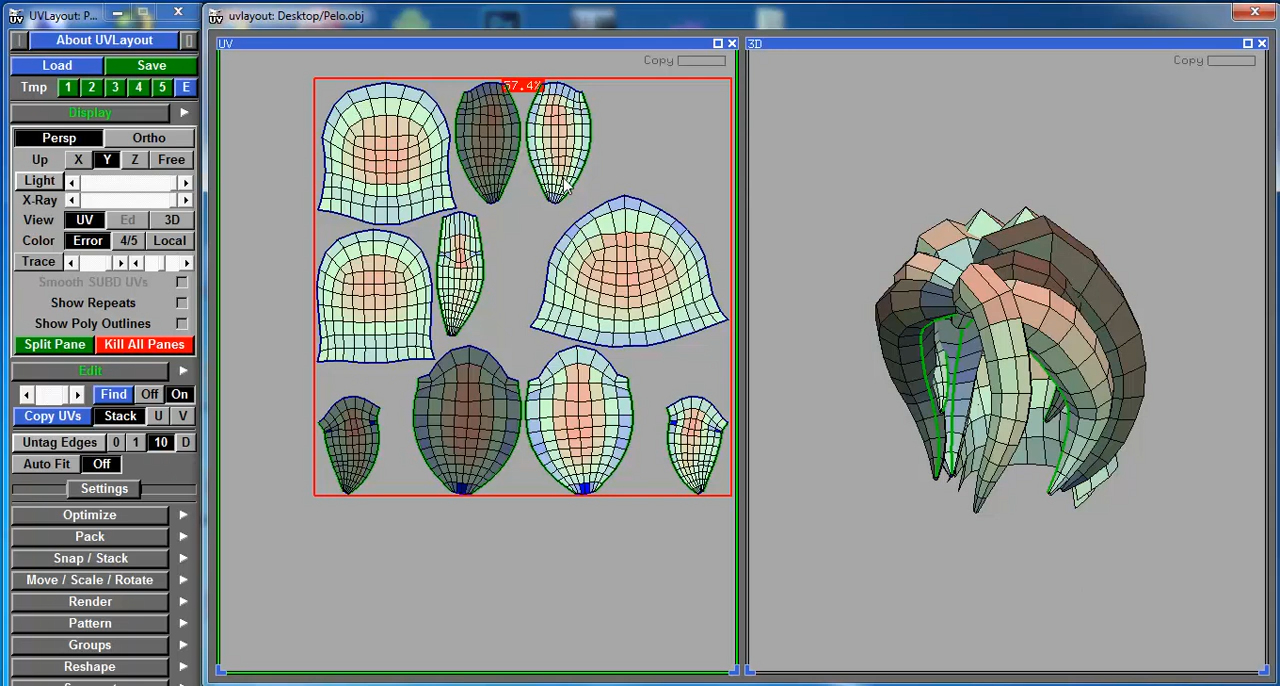 UVLayout: P...
About UVLayout
Load Save
Tmp 1 2 3 4 5 E
Display
Persp Ortho
Up X Y Z Free
Light
X-Ray
View UV Ed 3D
Color Error 4/5 Local
Trace
Smooth SUBD UVs
Show Repeats
Show Poly Outlines
Split Pane Kill All Panes
Edit
Find Off On
Copy UVs Stack U V
Untag Edges 0 1 10 D
Auto Fit Off
Settings
Optimize
Pack
Snap / Stack
Move / Scale / Rotate
Render
Pattern
Groups
Reshape
uvlayout: Desktop/Pelo.obj
UV
Copy
57.4%
3D
Copy